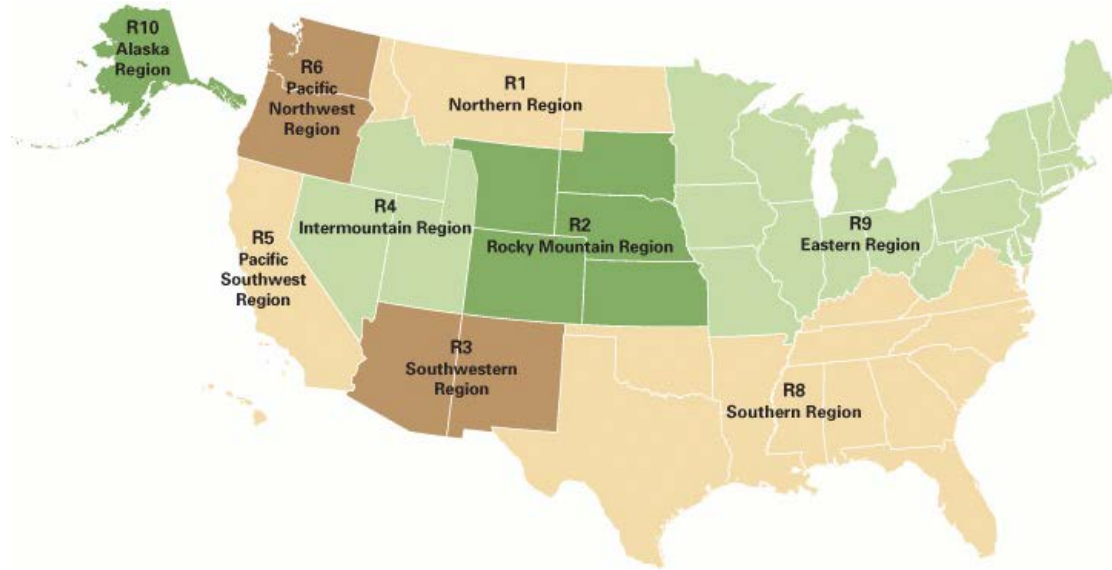 R10
Alaska
Region
R6
Pacific
Northwest
Region
R1
Northern Region
R4
Intermountain Region
R2
Rocky Mountain Region
R9
Eastern Region
R5
Pacific
Southwest
Region
R3
Southwestern
Region
R8
Southern Region